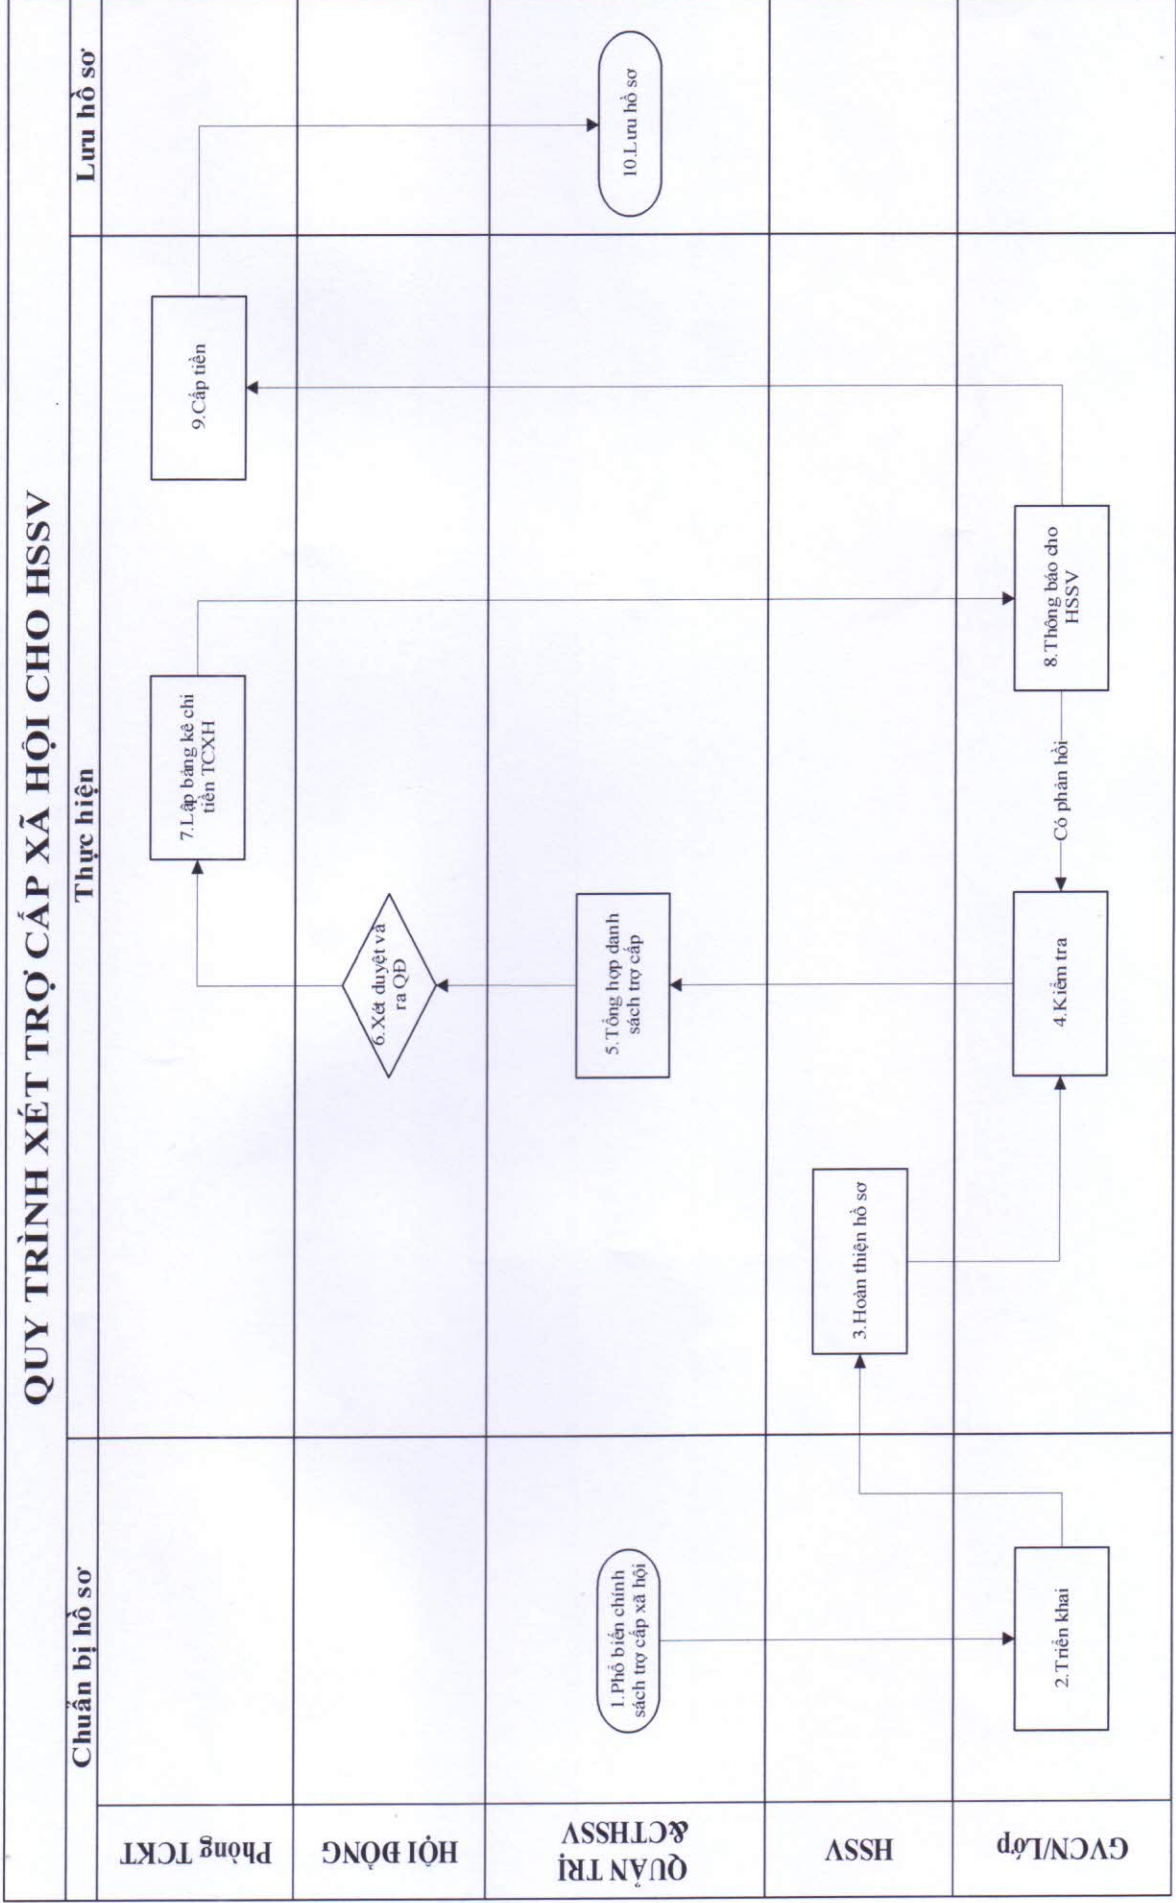 QUY TRÌNH XÉT TRỢ CẤP XÃ HỘI CHO HSSV
Chuẩn bị hồ sơ
Thực hiện
Lưu hồ sơ
Phòng TCKT
7.Lập bảng kê chi
tiền TCXH
9.Cấp tiền
HỘI ĐỒNG
6.Xét duyệt và
ra QĐ
QUẢN TRỊ
&CTHSSV
1.Phổ biến chính
sách trợ cấp xã hội
5.Tổng hợp danh
sách trợ cấp
10.Lưu hồ sơ
HSSV
3.Hoàn thiện hồ sơ
GVCN/Lớp
2.Triển khai
4.Kiểm tra
Có phản hồi
8.Thông báo cho
HSSV